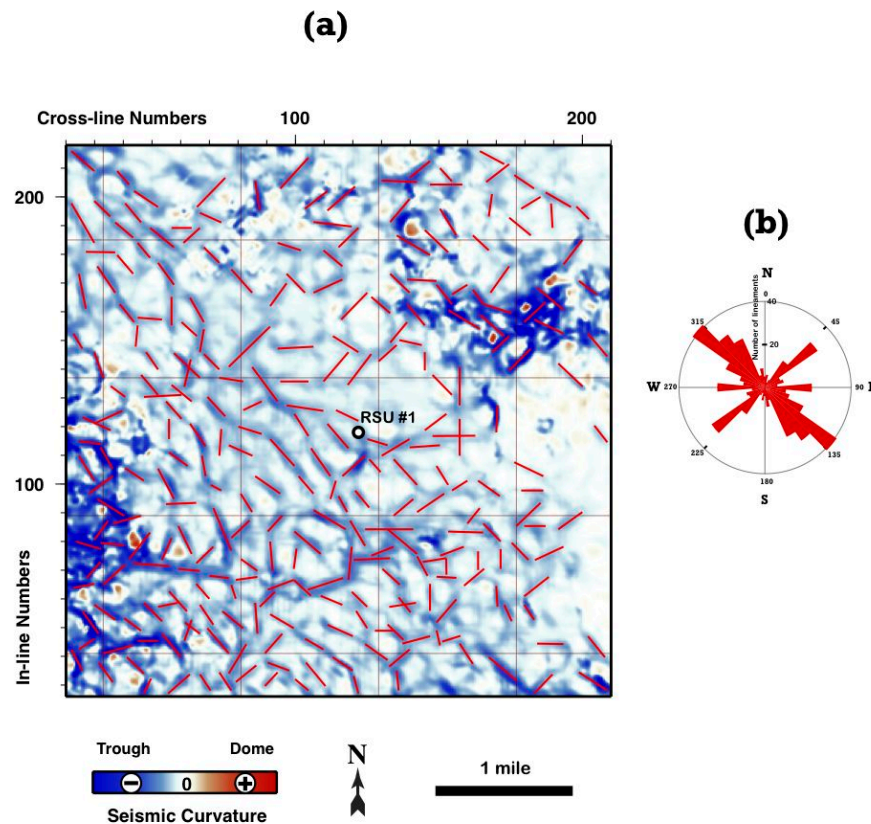 (a)
Cross-line Numbers 100 200
200
RSU #1
100
In-line Numbers
(b)
N
0
40
315
45
20
Number of lineaments
W 270
90
225
135
180
S
Trough Dome
− 0 +
Seismic Curvature
N
1 mile